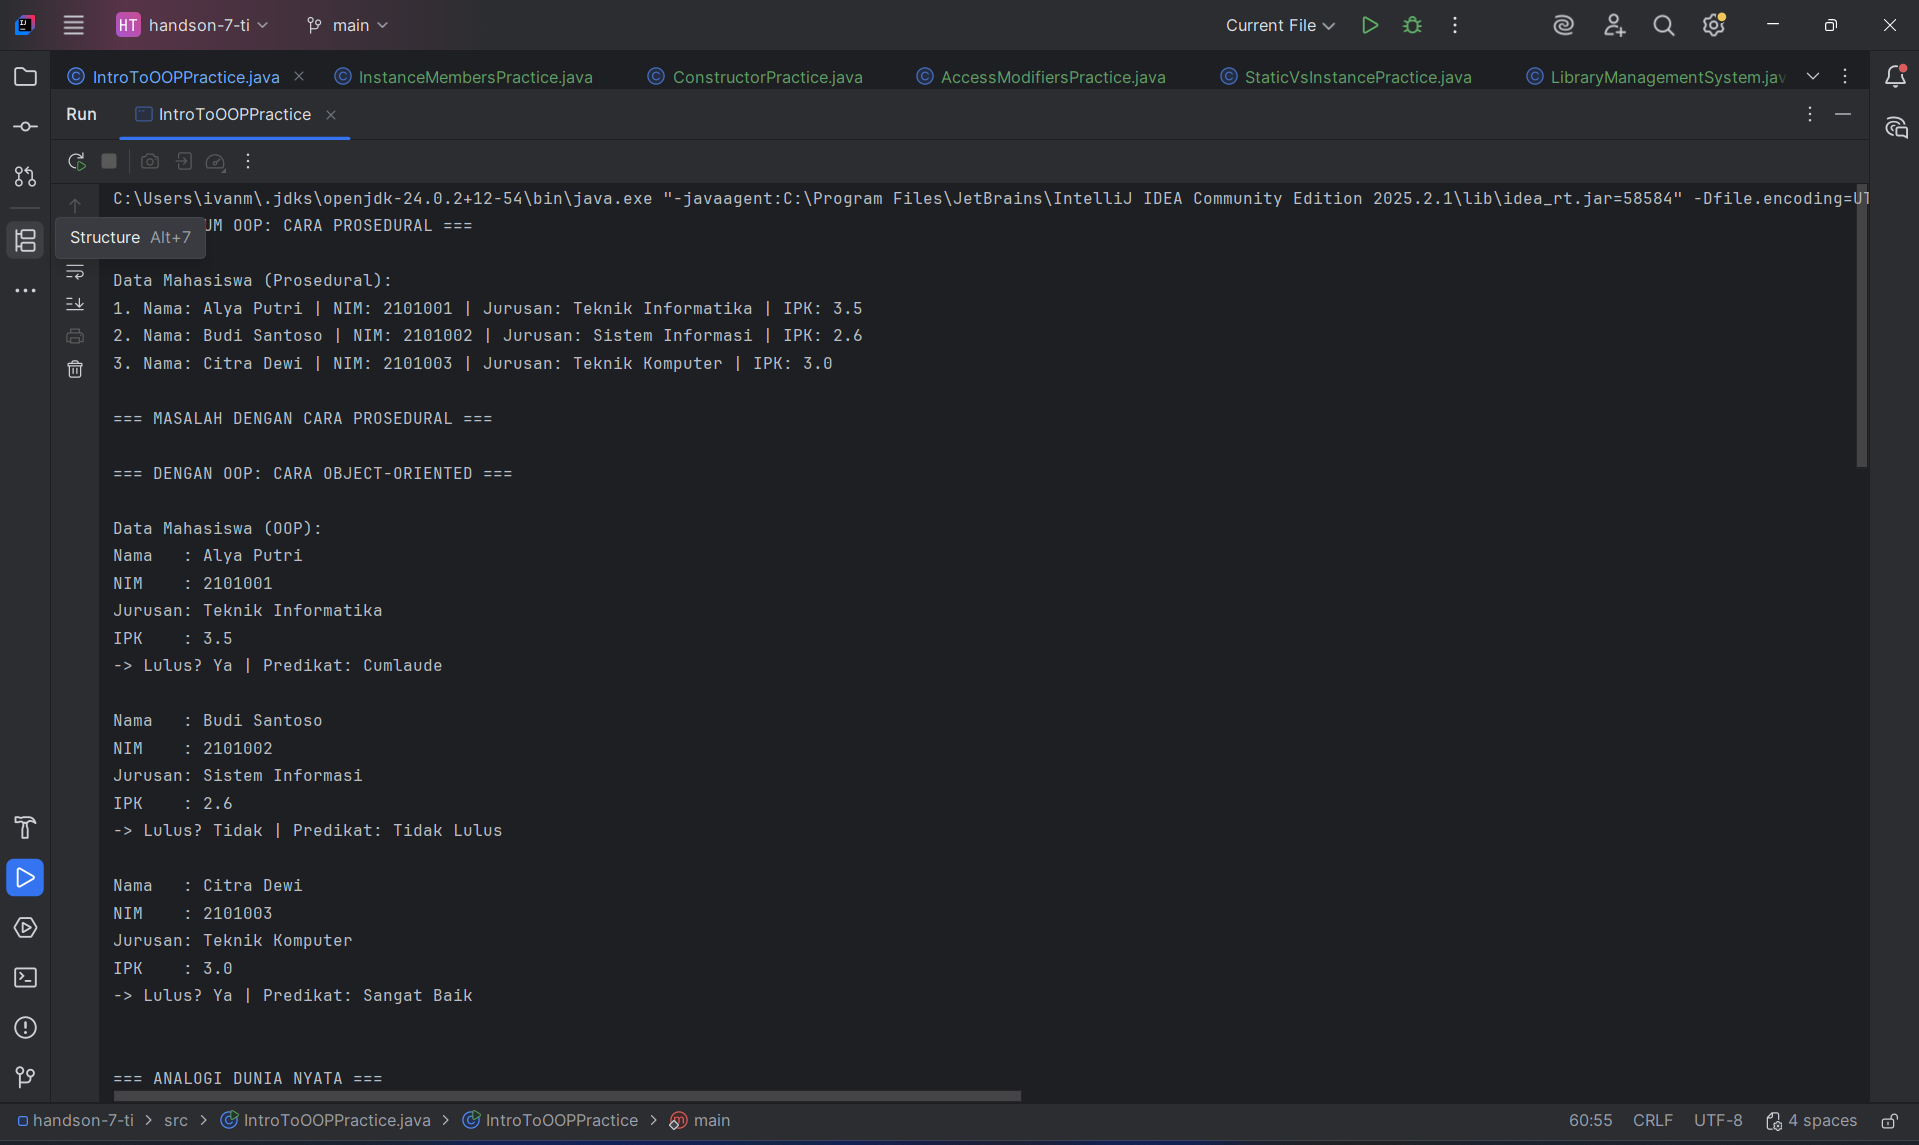 HT handson-7-ti main Current File
IntroToOOPPractice.java InstanceMembersPractice.java ConstructorPractice.java AccessModifiersPractice.java StaticVsInstancePractice.java LibraryManagementSystem.jav
Run IntroToOOPPractice
C:\Users\ivanm\.jdks\openjdk-24.0.2+12-54\bin\java.exe "-javaagent:C:\Program Files\JetBrains\IntelliJ IDEA Community Edition 2025.2.1\lib\idea_rt.jar=58584" -Dfile.encoding=UT
UM OOP: CARA PROSEDURAL ===
Structure Alt+7
Data Mahasiswa (Prosedural):
1. Nama: Alya Putri | NIM: 2101001 | Jurusan: Teknik Informatika | IPK: 3.5
2. Nama: Budi Santoso | NIM: 2101002 | Jurusan: Sistem Informasi | IPK: 2.6
3. Nama: Citra Dewi | NIM: 2101003 | Jurusan: Teknik Komputer | IPK: 3.0
=== MASALAH DENGAN CARA PROSEDURAL ===
=== DENGAN OOP: CARA OBJECT-ORIENTED ===
Data Mahasiswa (OOP):
Nama   : Alya Putri
NIM    : 2101001
Jurusan: Teknik Informatika
IPK    : 3.5
-> Lulus? Ya | Predikat: Cumlaude
Nama   : Budi Santoso
NIM    : 2101002
Jurusan: Sistem Informasi
IPK    : 2.6
-> Lulus? Tidak | Predikat: Tidak Lulus
Nama   : Citra Dewi
NIM    : 2101003
Jurusan: Teknik Komputer
IPK    : 3.0
-> Lulus? Ya | Predikat: Sangat Baik
=== ANALOGI DUNIA NYATA ===
handson-7-ti > src > IntroToOOPPractice.java > IntroToOOPPractice > main 60:55 CRLF UTF-8 4 spaces